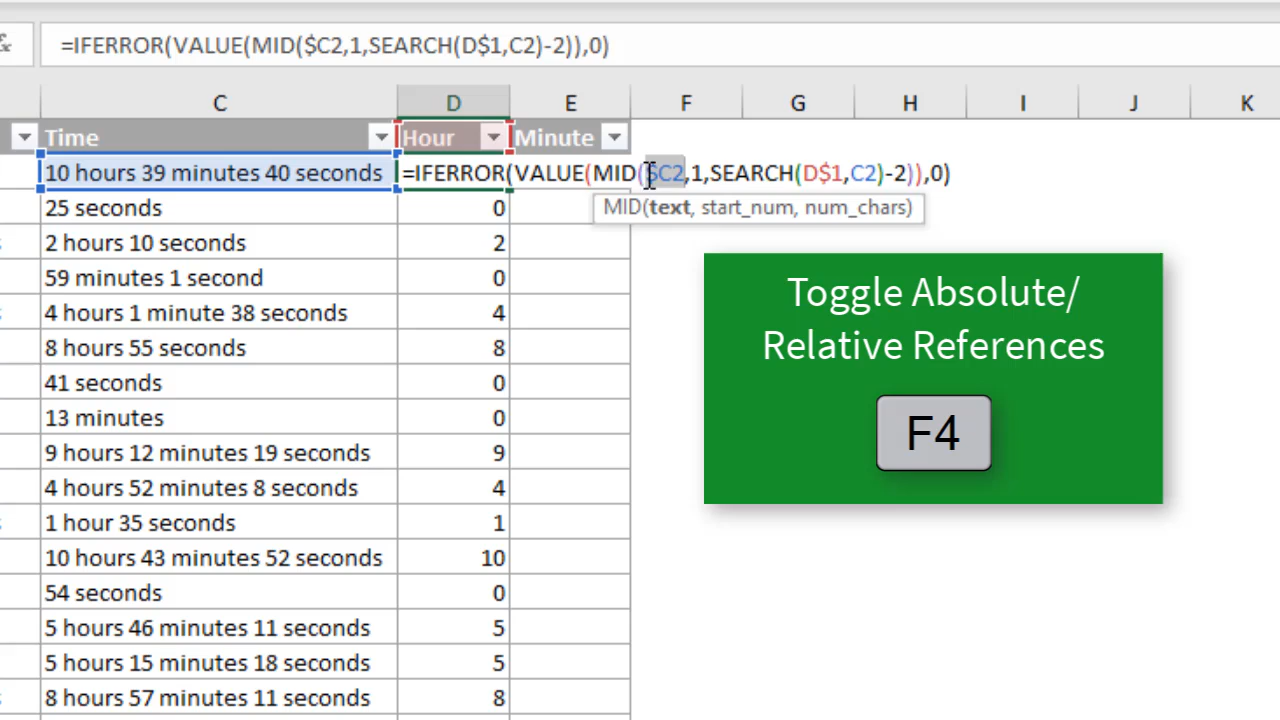 fx =IFERROR(VALUE(MID($C2,1,SEARCH(D$1,C2)-2)),0)
C D E F G H I J K
Time Hour Minute
10 hours 39 minutes 40 seconds =IFERROR(VALUE(MID($C2,1,SEARCH(D$1,C2)-2)),0)
25 seconds 0
MID(text, start_num, num_chars)
2 hours 10 seconds 2
59 minutes 1 second 0
4 hours 1 minute 38 seconds 4
8 hours 55 seconds 8
41 seconds 0
13 minutes 0
9 hours 12 minutes 19 seconds 9
4 hours 52 minutes 8 seconds 4
1 hour 35 seconds 1
10 hours 43 minutes 52 seconds 10
54 seconds 0
5 hours 46 minutes 11 seconds 5
5 hours 15 minutes 18 seconds 5
8 hours 57 minutes 11 seconds 8
Toggle Absolute/
Relative References
F4